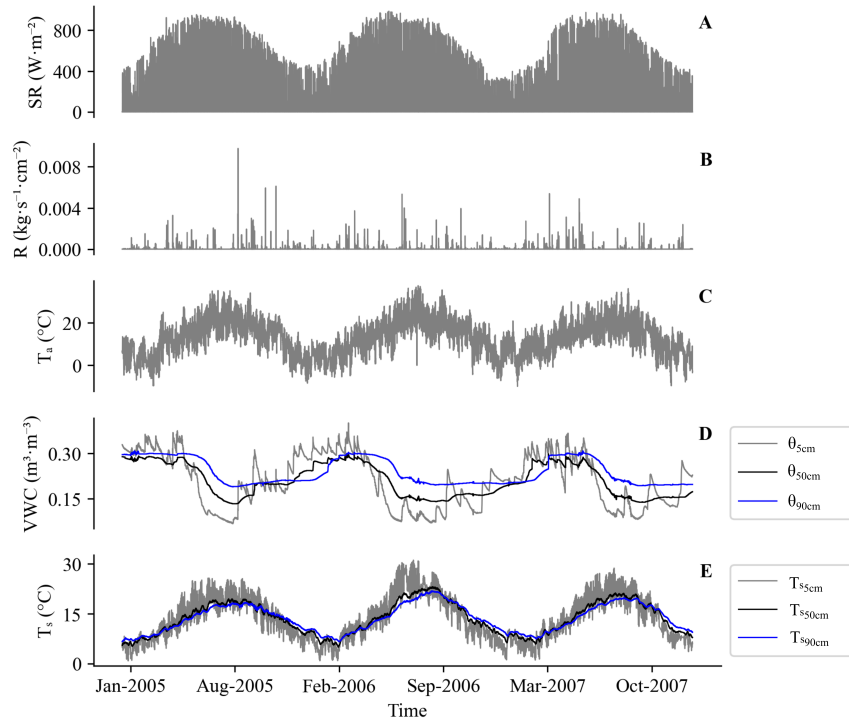 A
SR (W·m⁻²)
800
400
0
B
R (kg·s⁻¹·cm⁻²)
0.008
0.004
0.000
C
Tₐ (°C)
20
0
D
VWC (m³·m⁻³)
0.30
0.15
θ5cm
θ50cm
θ90cm
E
Tₛ (°C)
30
15
0
Ts5cm
Ts50cm
Ts90cm
Jan-2005 Aug-2005 Feb-2006 Sep-2006 Mar-2007 Oct-2007
Time